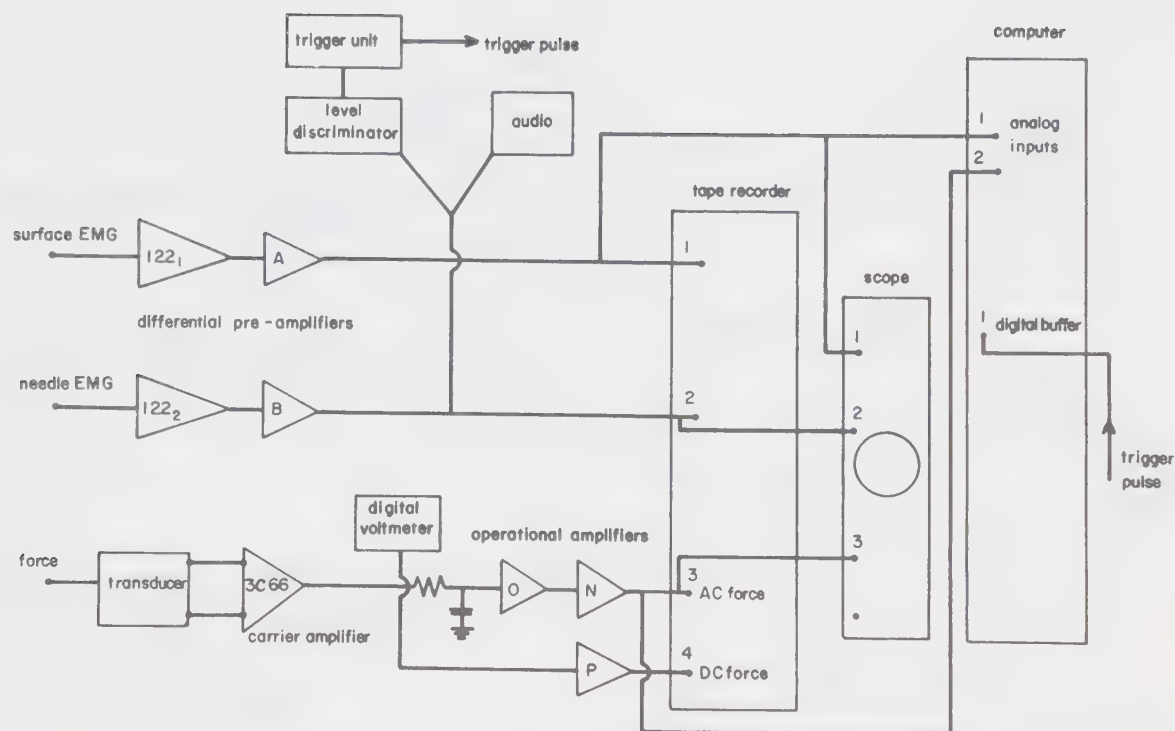 computer
trigger unit
trigger pulse
level
discriminator
audio
1
analog
inputs
2
tape recorder
surface EMG
122₁
A
1
differential pre-amplifiers
scope
1
1
digital buffer
needle EMG
122₂
B
2
2
trigger
pulse
digital
voltmeter
operational amplifiers
force
transducer
3C66
carrier amplifier
O
N
3
AC force
3
P
4
DC force